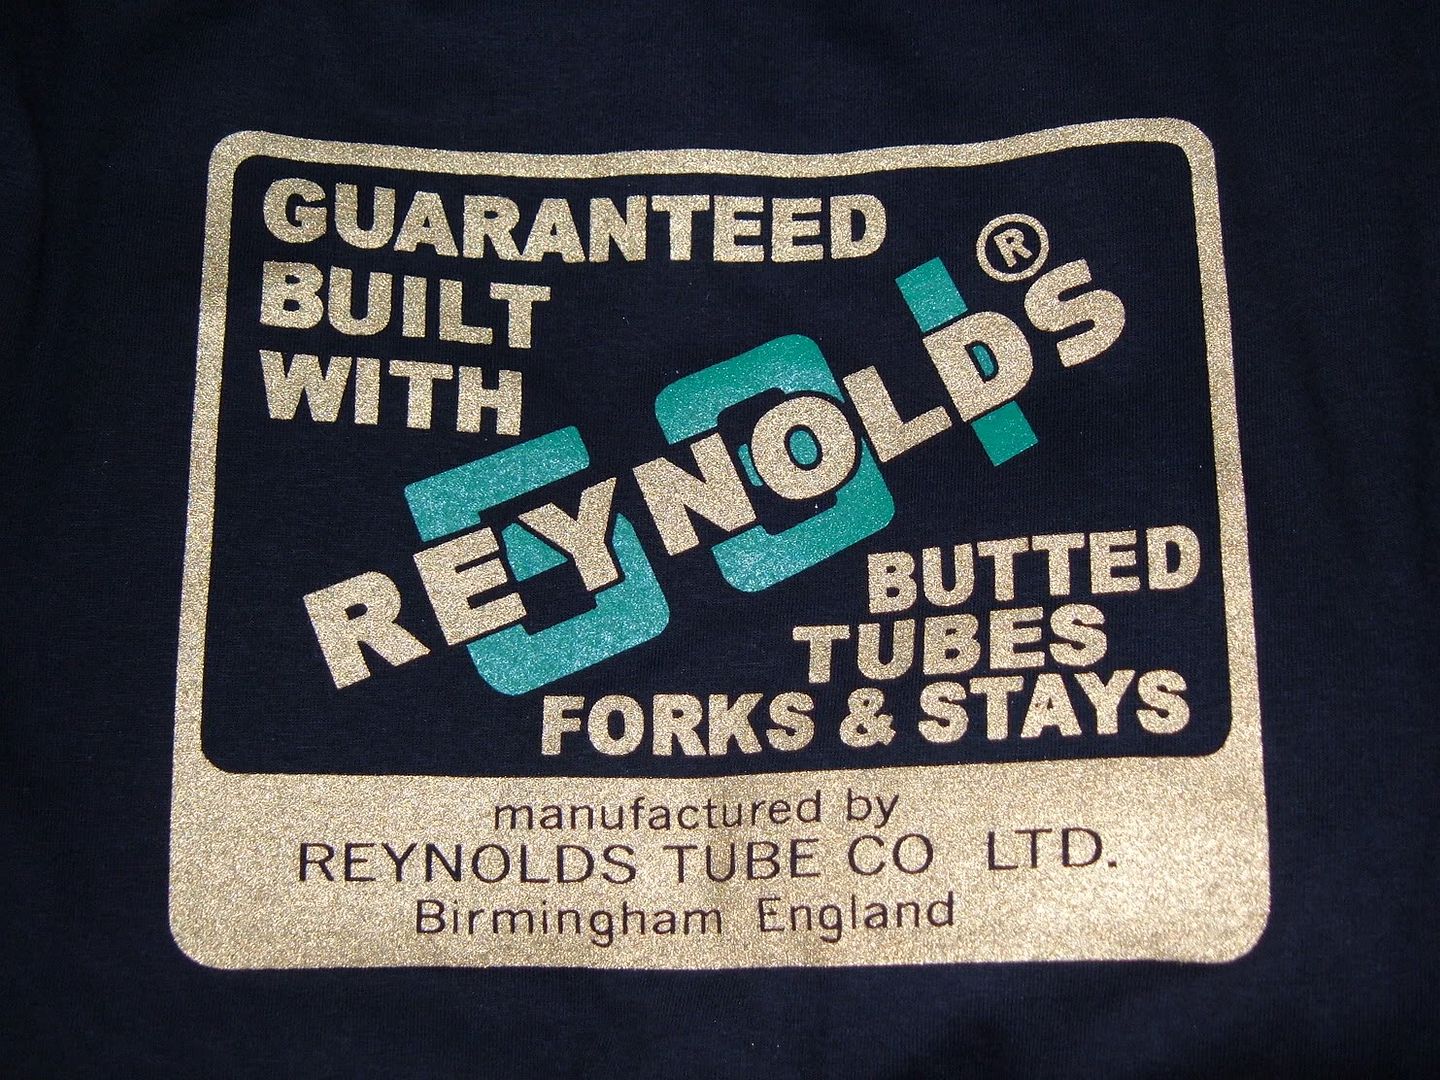 GUARANTEED
BUILT
WITH
531
REYNOLDS ®
BUTTED
TUBES
FORKS & STAYS
manufactured by
REYNOLDS TUBE CO LTD.
Birmingham England